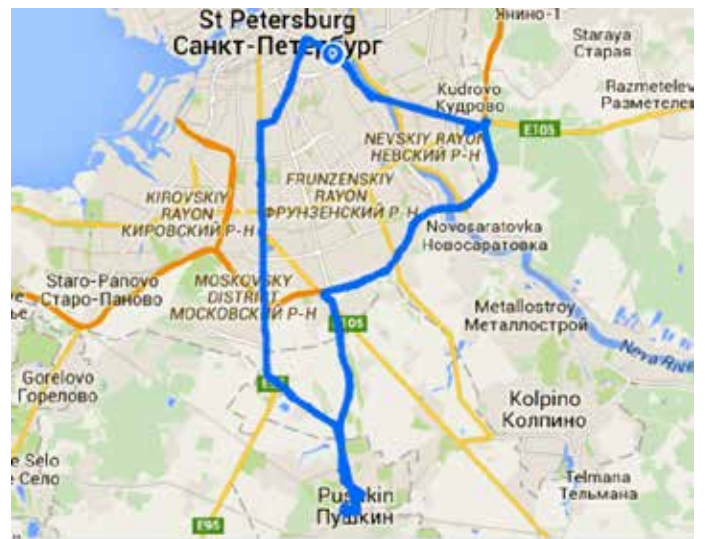 Янино-1
St Petersburg
Санкт-Петербург
Staraya
Старая
Kudrovo
Кудрово
Razmetelev
Разметелев
E105
NEVSKIY RAYON
НЕВСКИЙ Р-Н
FRUNZENSKIY
RAYON
ФРУНЗЕНСКИЙ Р-Н
KIROVSKIY
RAYON
КИРОВСКИЙ Р-Н
Novosaratovka
Новосаратовка
Staro-Panovo
Старо-Паново
MOSKOVSKY
DISTRICT
МОСКОВСКИЙ Р-Н
E105
Metallostroy
Металлострой
Neva River
Gorelovo
Горелово
Kolpino
Колпино
e Selo
е Село
Pushkin
Пушкин
Telmana
Тельмана
E95